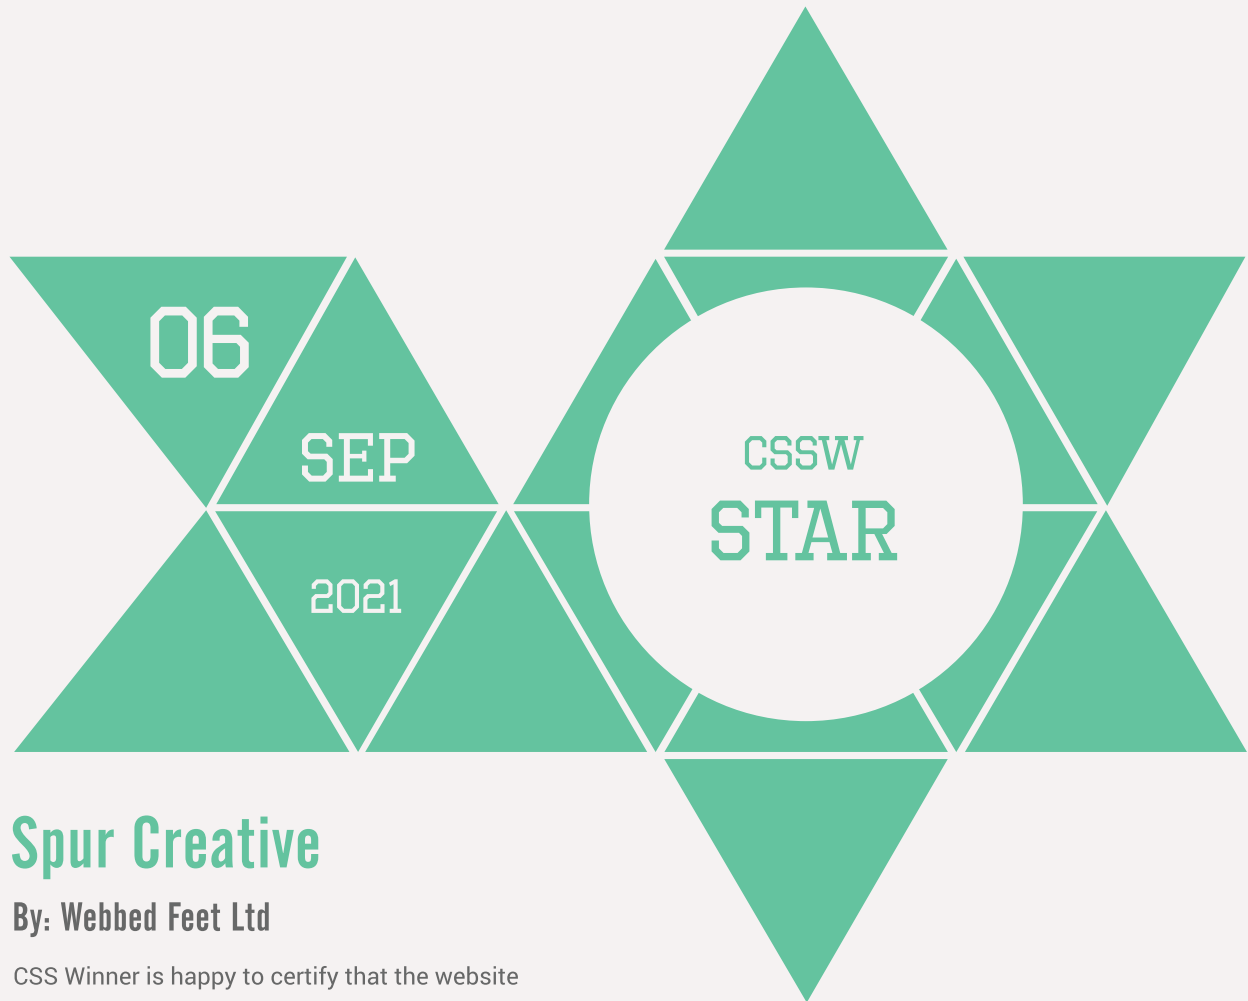 06
SEP
2021
CSSW
STAR
Spur Creative
By: Webbed Feet Ltd
CSS Winner is happy to certify that the website